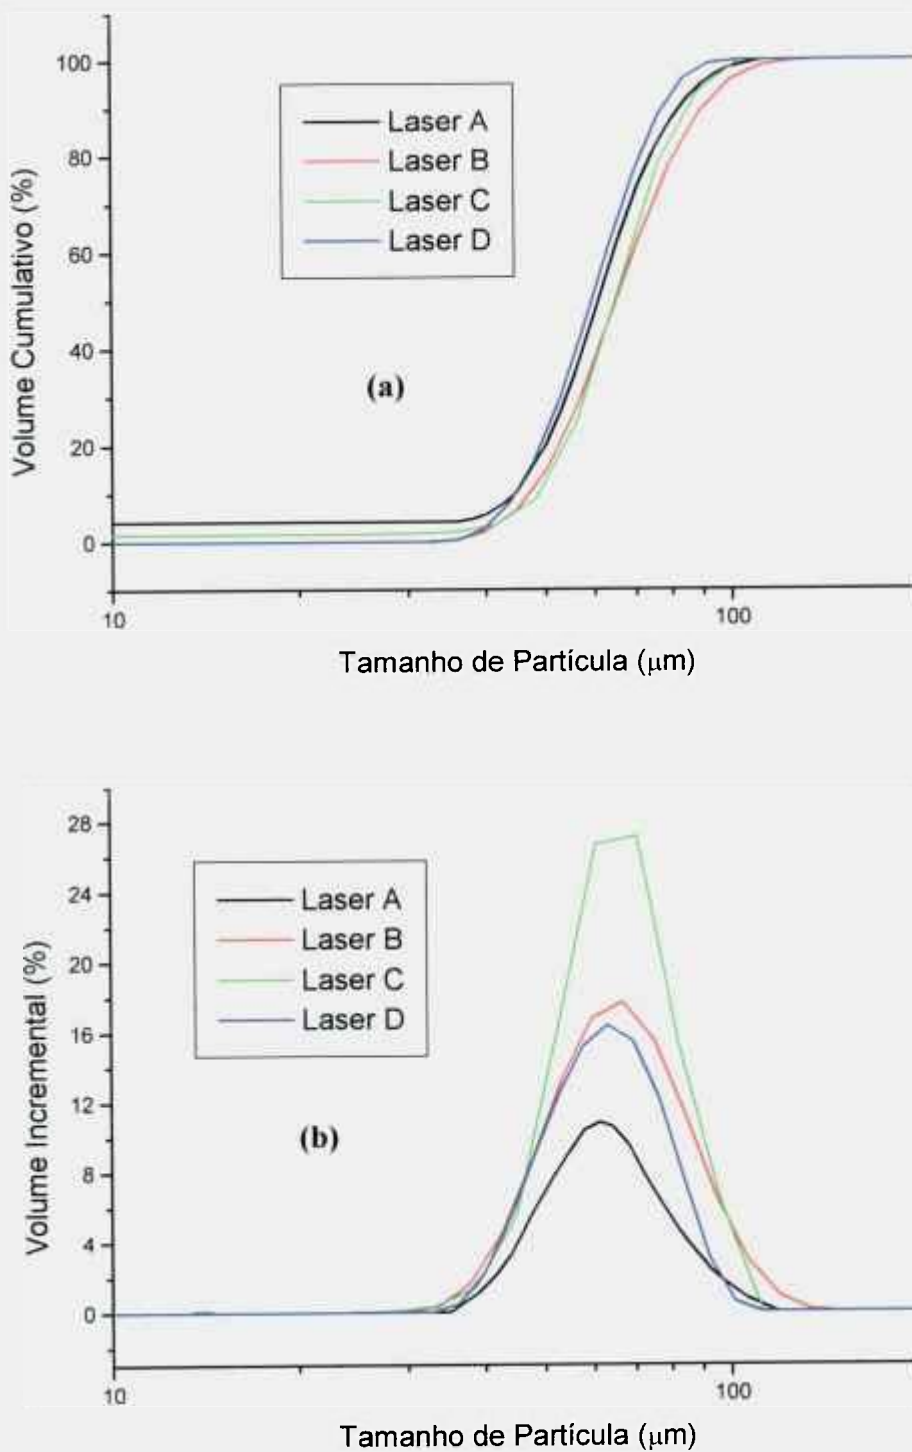 100
80
60
40
20
0
Volume Cumulativo (%)
Laser A
Laser B
Laser C
Laser D
(a)
10
100
Tamanho de Partícula (μm)
28
24
20
16
12
8
4
0
Volume Incremental (%)
Laser A
Laser B
Laser C
Laser D
(b)
10
100
Tamanho de Partícula (μm)